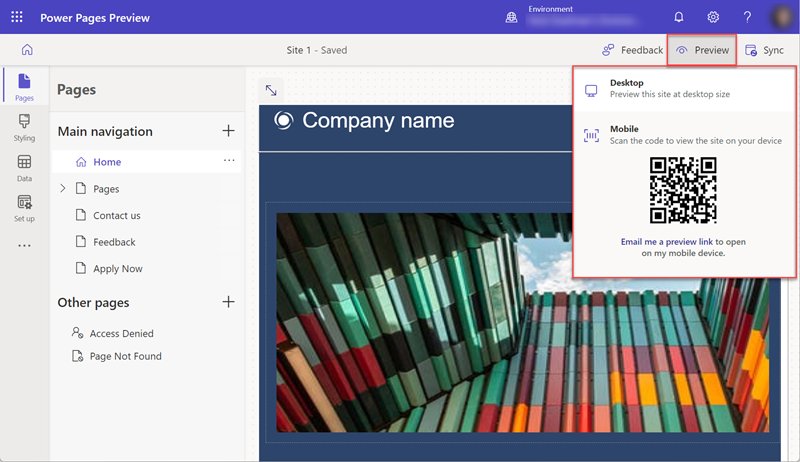 Power Pages Preview
Environment
Site 1 - Saved
Feedback
Preview
Sync
Pages
Styling
Data
Set up
Pages
Main navigation
Home
Pages
Contact us
Feedback
Apply Now
Other pages
Access Denied
Page Not Found
Company name
Desktop
Preview this site at desktop size
Mobile
Scan the code to view the site on your device
Email me a preview link to open
on my mobile device.